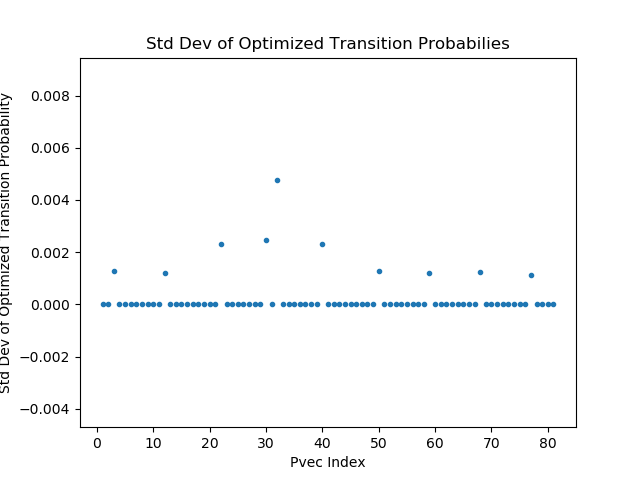 Std Dev of Optimized Transition Probabilies
Std Dev of Optimized Transition Probability
0.008
0.006
0.004
0.002
0.000
−0.002
−0.004
0 10 20 30 40 50 60 70 80
Pvec Index